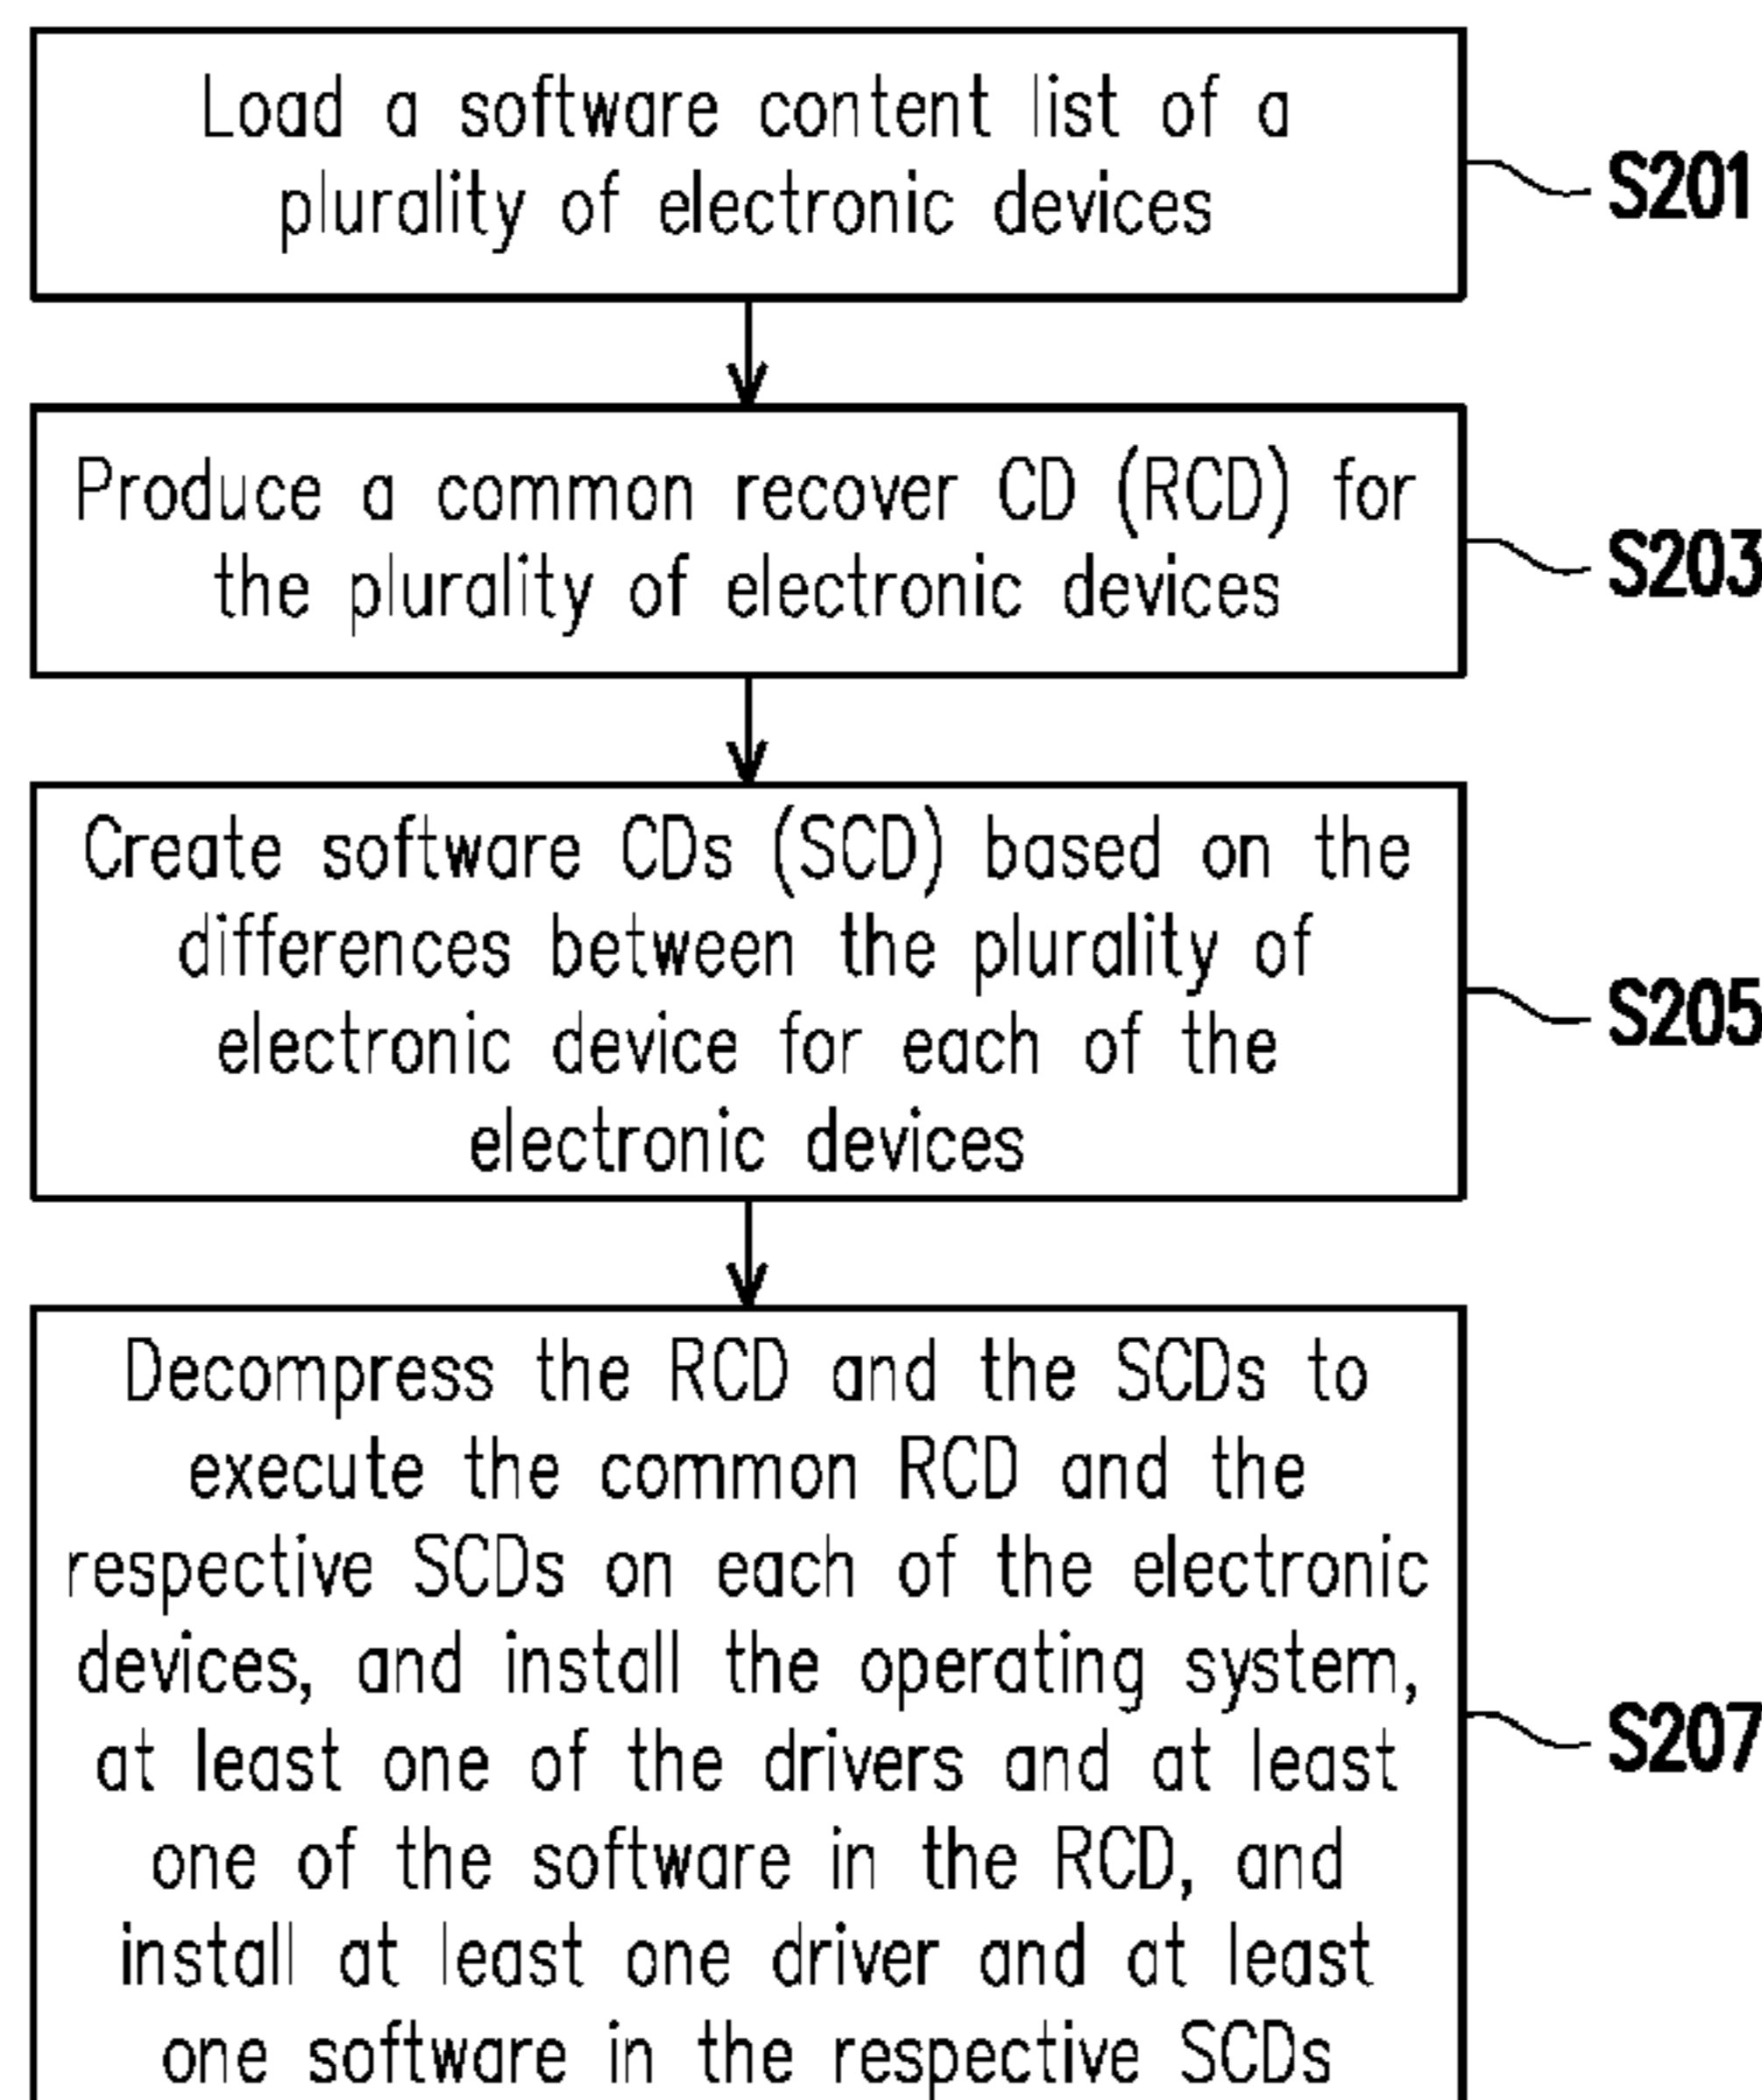 Load a software content list of a
plurality of electronic devices
S201
Produce a common recover CD (RCD) for
the plurality of electronic devices
S203
Create software CDs (SCD) based on the
differences between the plurality of
electronic device for each of the
electronic devices
S205
Decompress the RCD and the SCDs to
execute the common RCD and the
respective SCDs on each of the electronic
devices, and install the operating system,
at least one of the drivers and at least
one of the software in the RCD, and
install at least one driver and at least
one software in the respective SCDs
S207